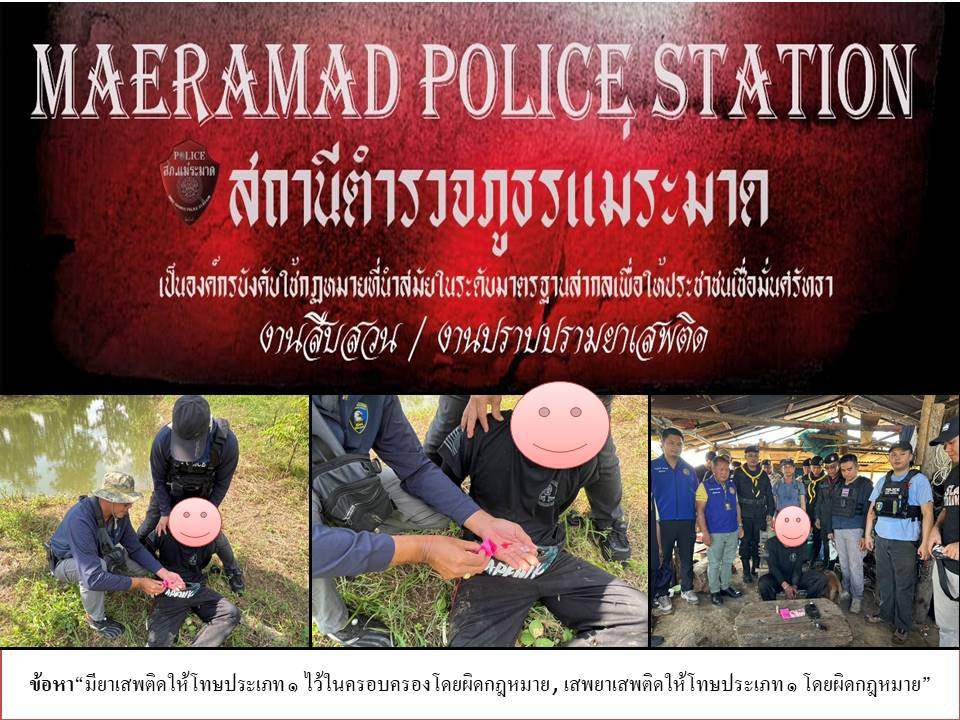 MAERAMAD POLICE STATION
POLICE
สภ.แม่ระมาด
สถานีตำรวจภูธรแม่ระมาด
เป็นองค์กรบังคับใช้กฎหมายที่นำสมัยในระดับมาตรฐานสากลเพื่อให้ประชาชนเชื่อมั่นศรัทธา
งานสืบสวน / งานปราบปรามยาเสพติด
ข้อหา“มียาเสพติดให้โทษประเภท๑ ไว้ในครอบครองโดยผิดกฎหมาย, เสพยาเสพติดให้โทษประเภท๑ โดยผิดกฎหมาย”